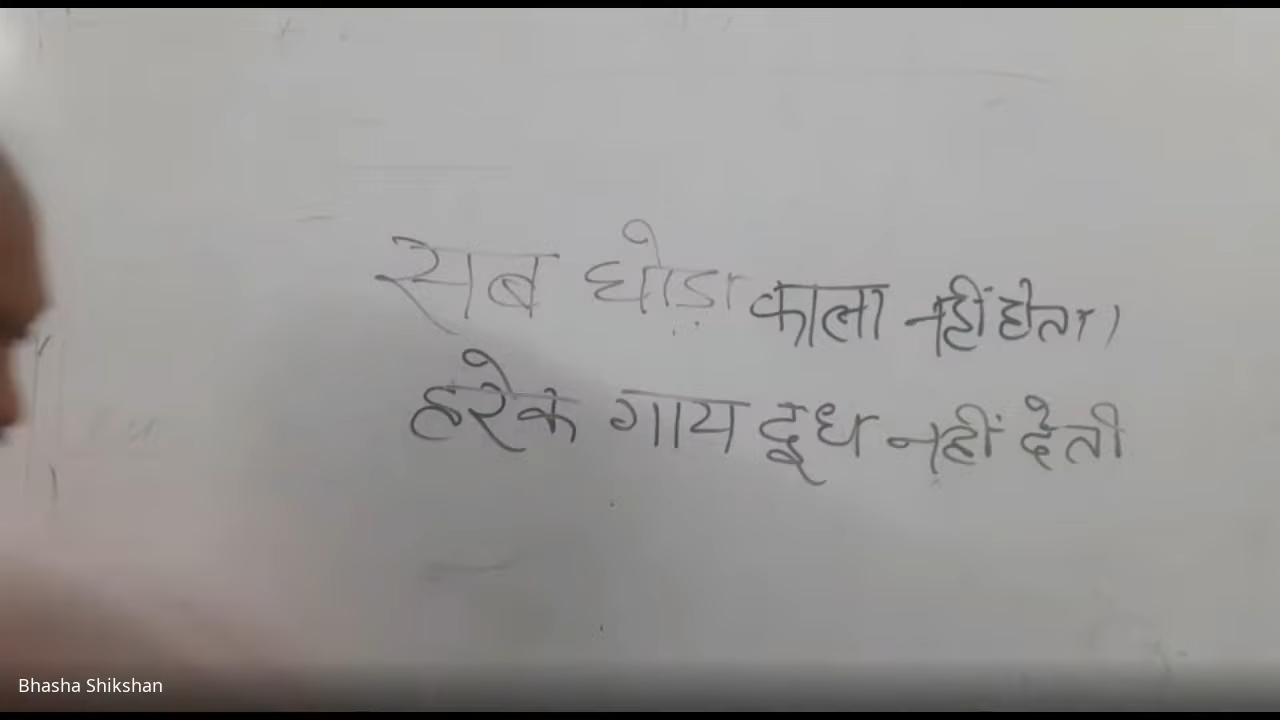 सब घोड़ा काला नहीं होता।
हरेक गाय दूध नहीं देती
Bhasha Shikshan